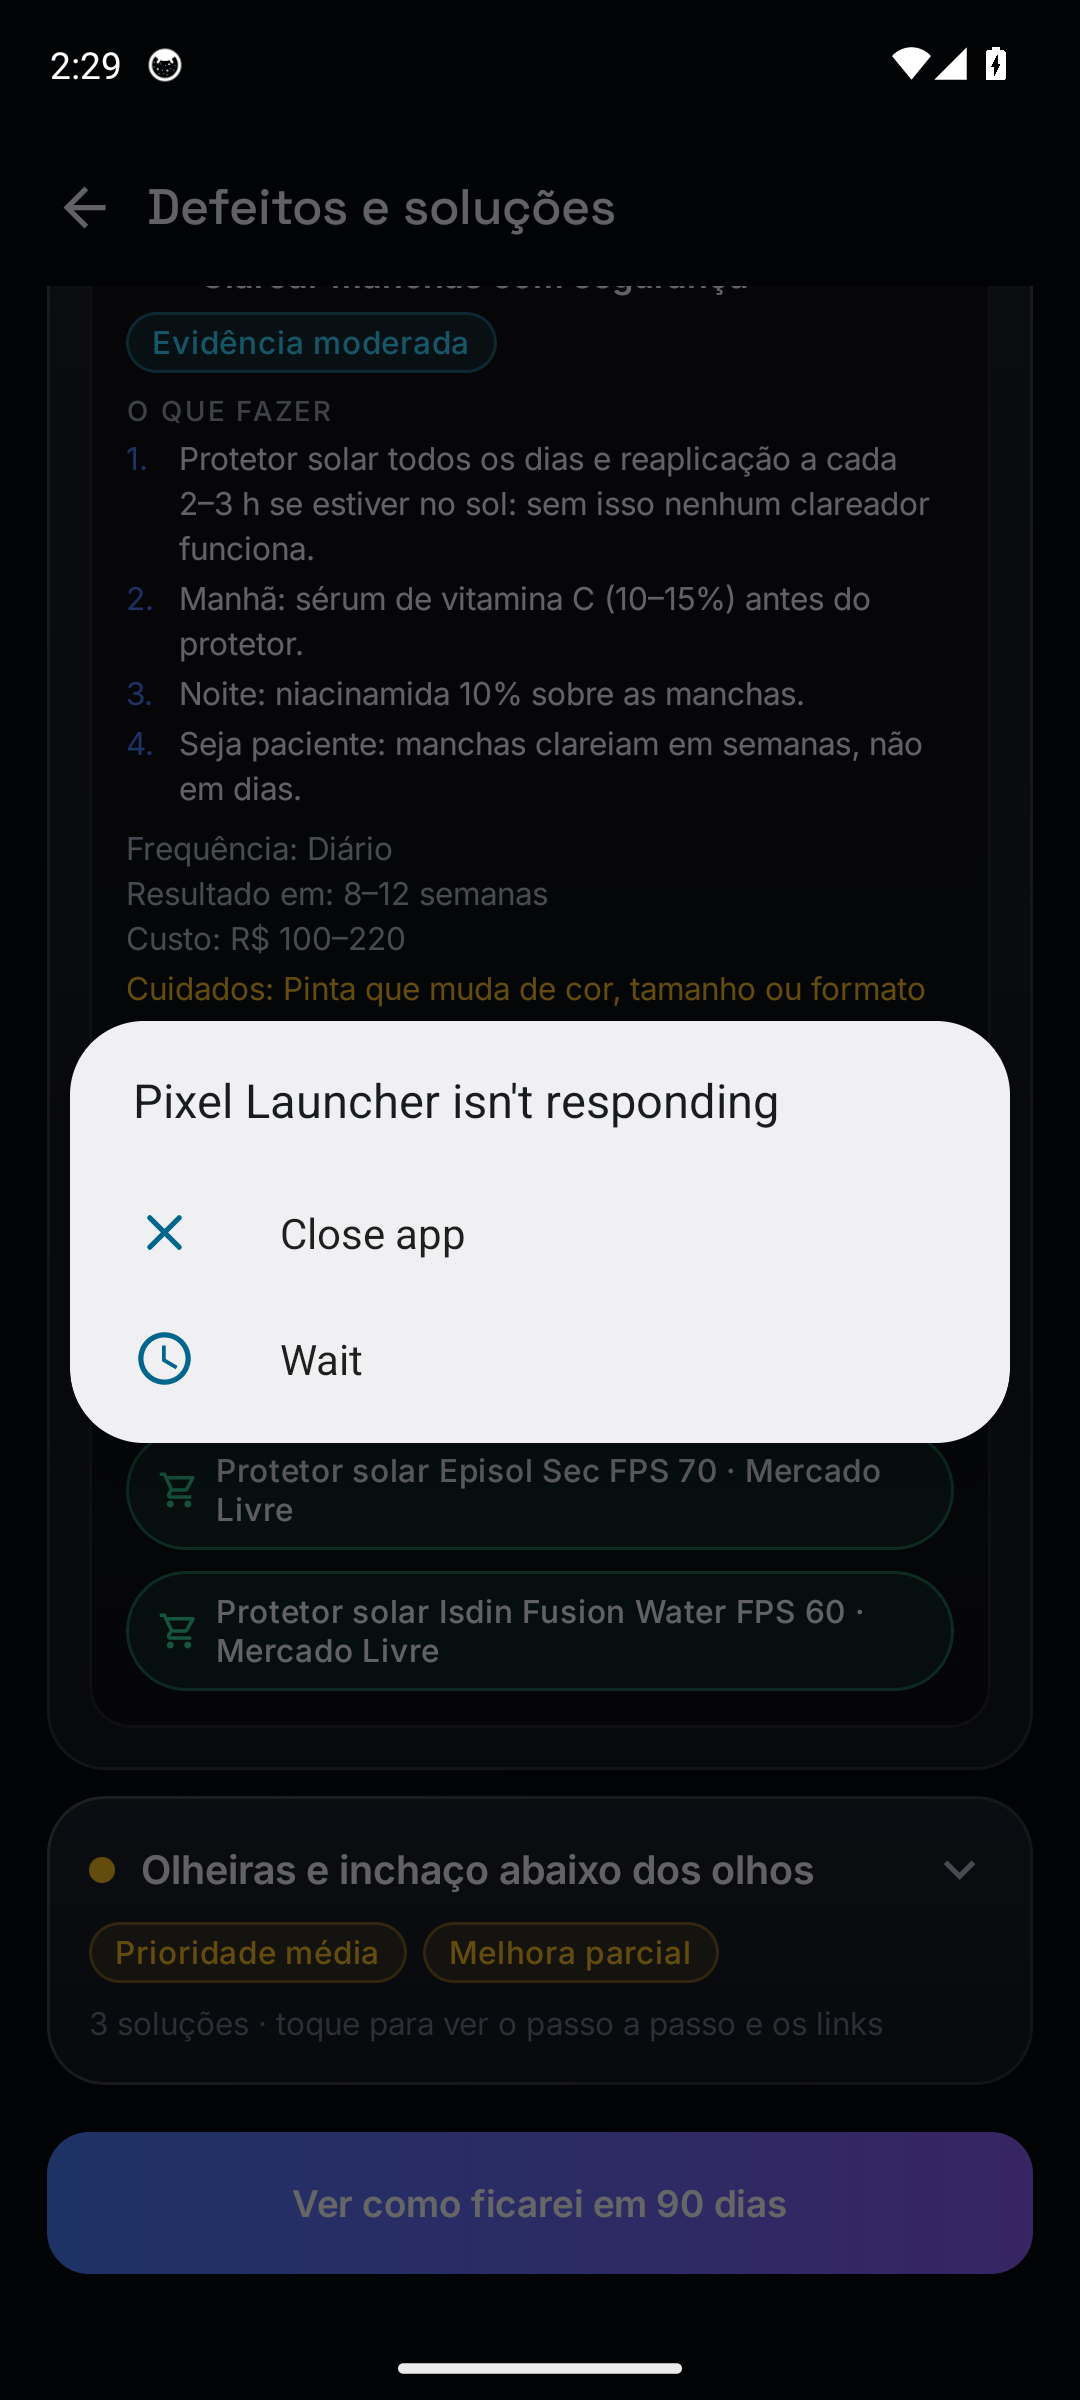 2:29
Defeitos e soluções
Evidência moderada
O QUE FAZER
1. Protetor solar todos os dias e reaplicação a cada
2–3 h se estiver no sol: sem isso nenhum clareador
funciona.
2. Manhã: sérum de vitamina C (10–15%) antes do
protetor.
3. Noite: niacinamida 10% sobre as manchas.
4. Seja paciente: manchas clareiam em semanas, não
em dias.
Frequência: Diário
Resultado em: 8–12 semanas
Custo: R$ 100–220
Cuidados: Pinta que muda de cor, tamanho ou formato
Pixel Launcher isn't responding
Close app
Wait
Protetor solar Episol Sec FPS 70 · Mercado
Livre
Protetor solar Isdin Fusion Water FPS 60 ·
Mercado Livre
Olheiras e inchaço abaixo dos olhos
Prioridade média
Melhora parcial
3 soluções · toque para ver o passo a passo e os links
Ver como ficarei em 90 dias